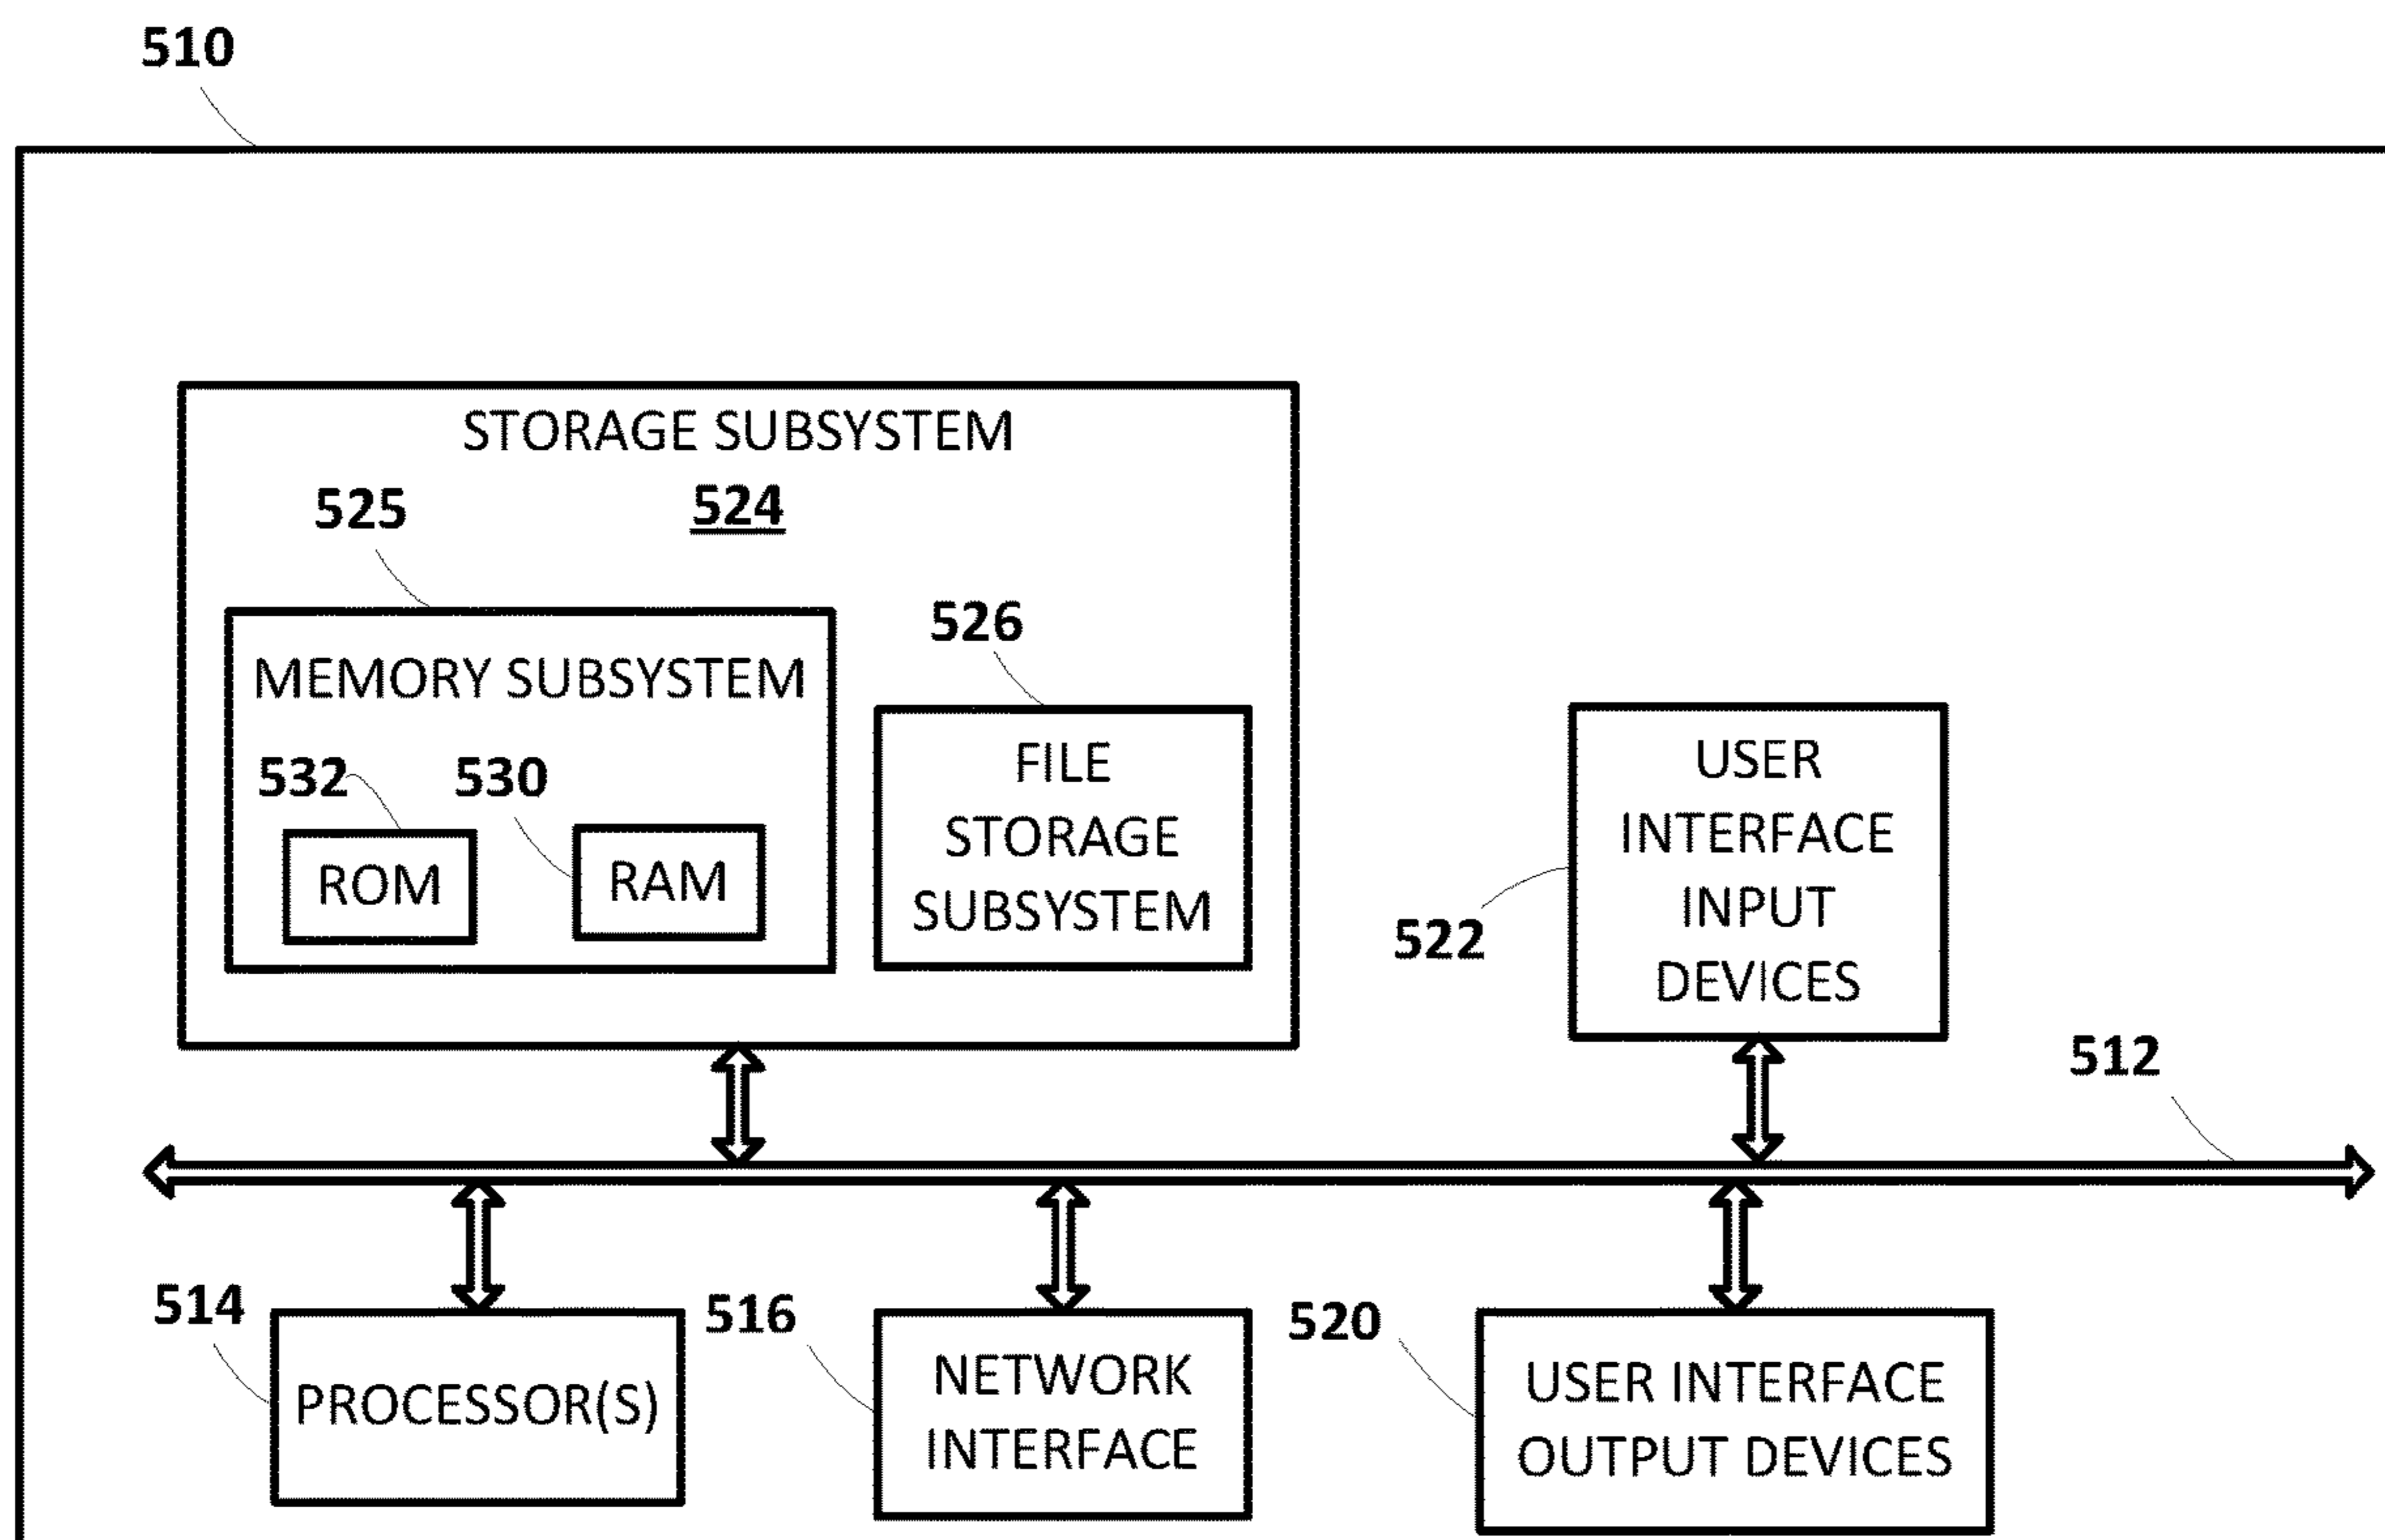 510
STORAGE SUBSYSTEM
524
525
MEMORY SUBSYSTEM
532
530
ROM
RAM
526
FILE
STORAGE
SUBSYSTEM
USER
INTERFACE
INPUT
DEVICES
522
512
514
PROCESSOR(S)
516
NETWORK
INTERFACE
520
USER INTERFACE
OUTPUT DEVICES